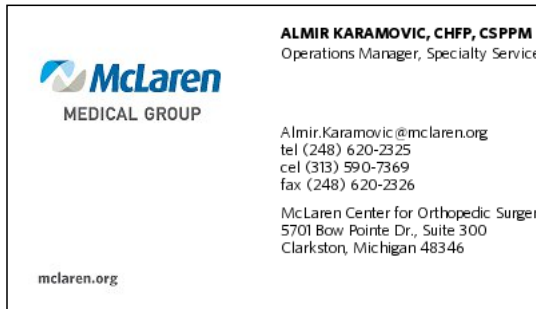 McLaren
MEDICAL GROUP
mclaren.org
ALMIR KARAMOVIC, CHFP, CSPPM
Operations Manager, Specialty Service
Almir.Karamovic@mclaren.org
tel (248) 620-2325
cel (313) 590-7369
fax (248) 620-2326
McLaren Center for Orthopedic Surger
5701 Bow Pointe Dr., Suite 300
Clarkston, Michigan 48346